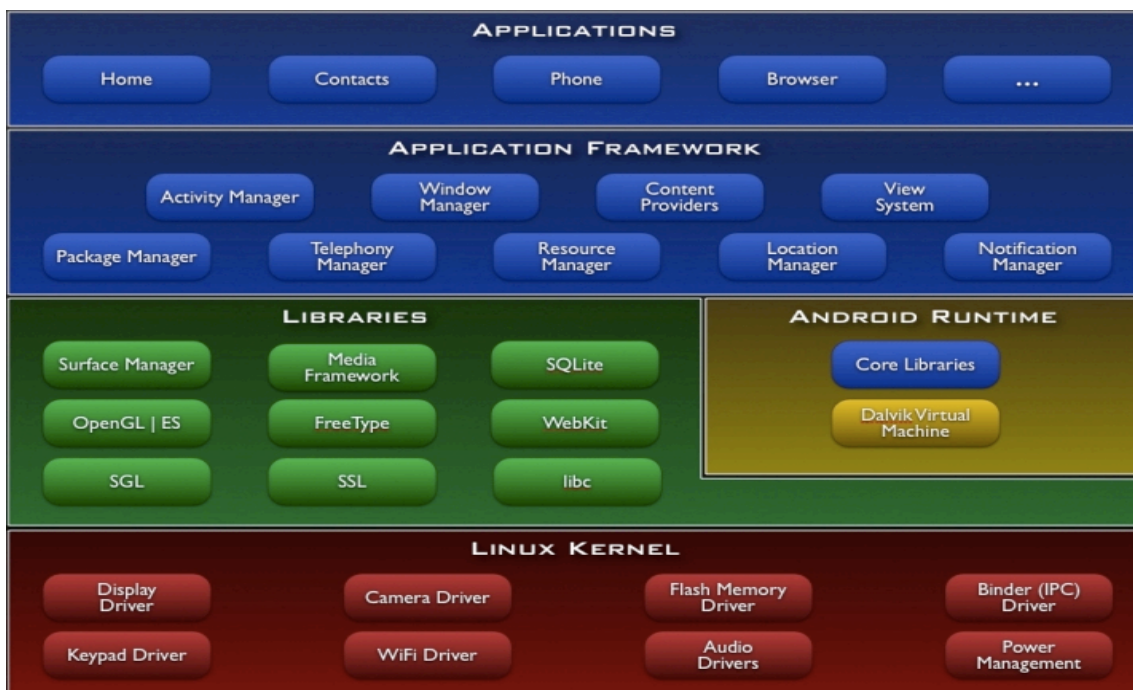 APPLICATIONS
Home
Contacts
Phone
Browser
...
APPLICATION FRAMEWORK
Activity Manager
Window
Manager
Content
Providers
View
System
Package Manager
Telephony
Manager
Resource
Manager
Location
Manager
Notification
Manager
LIBRARIES
Surface Manager
Media
Framework
SQLite
OpenGL | ES
FreeType
WebKit
SGL
SSL
libc
ANDROID RUNTIME
Core Libraries
Dalvik Virtual
Machine
LINUX KERNEL
Display
Driver
Camera Driver
Flash Memory
Driver
Binder (IPC)
Driver
Keypad Driver
WiFi Driver
Audio
Drivers
Power
Management